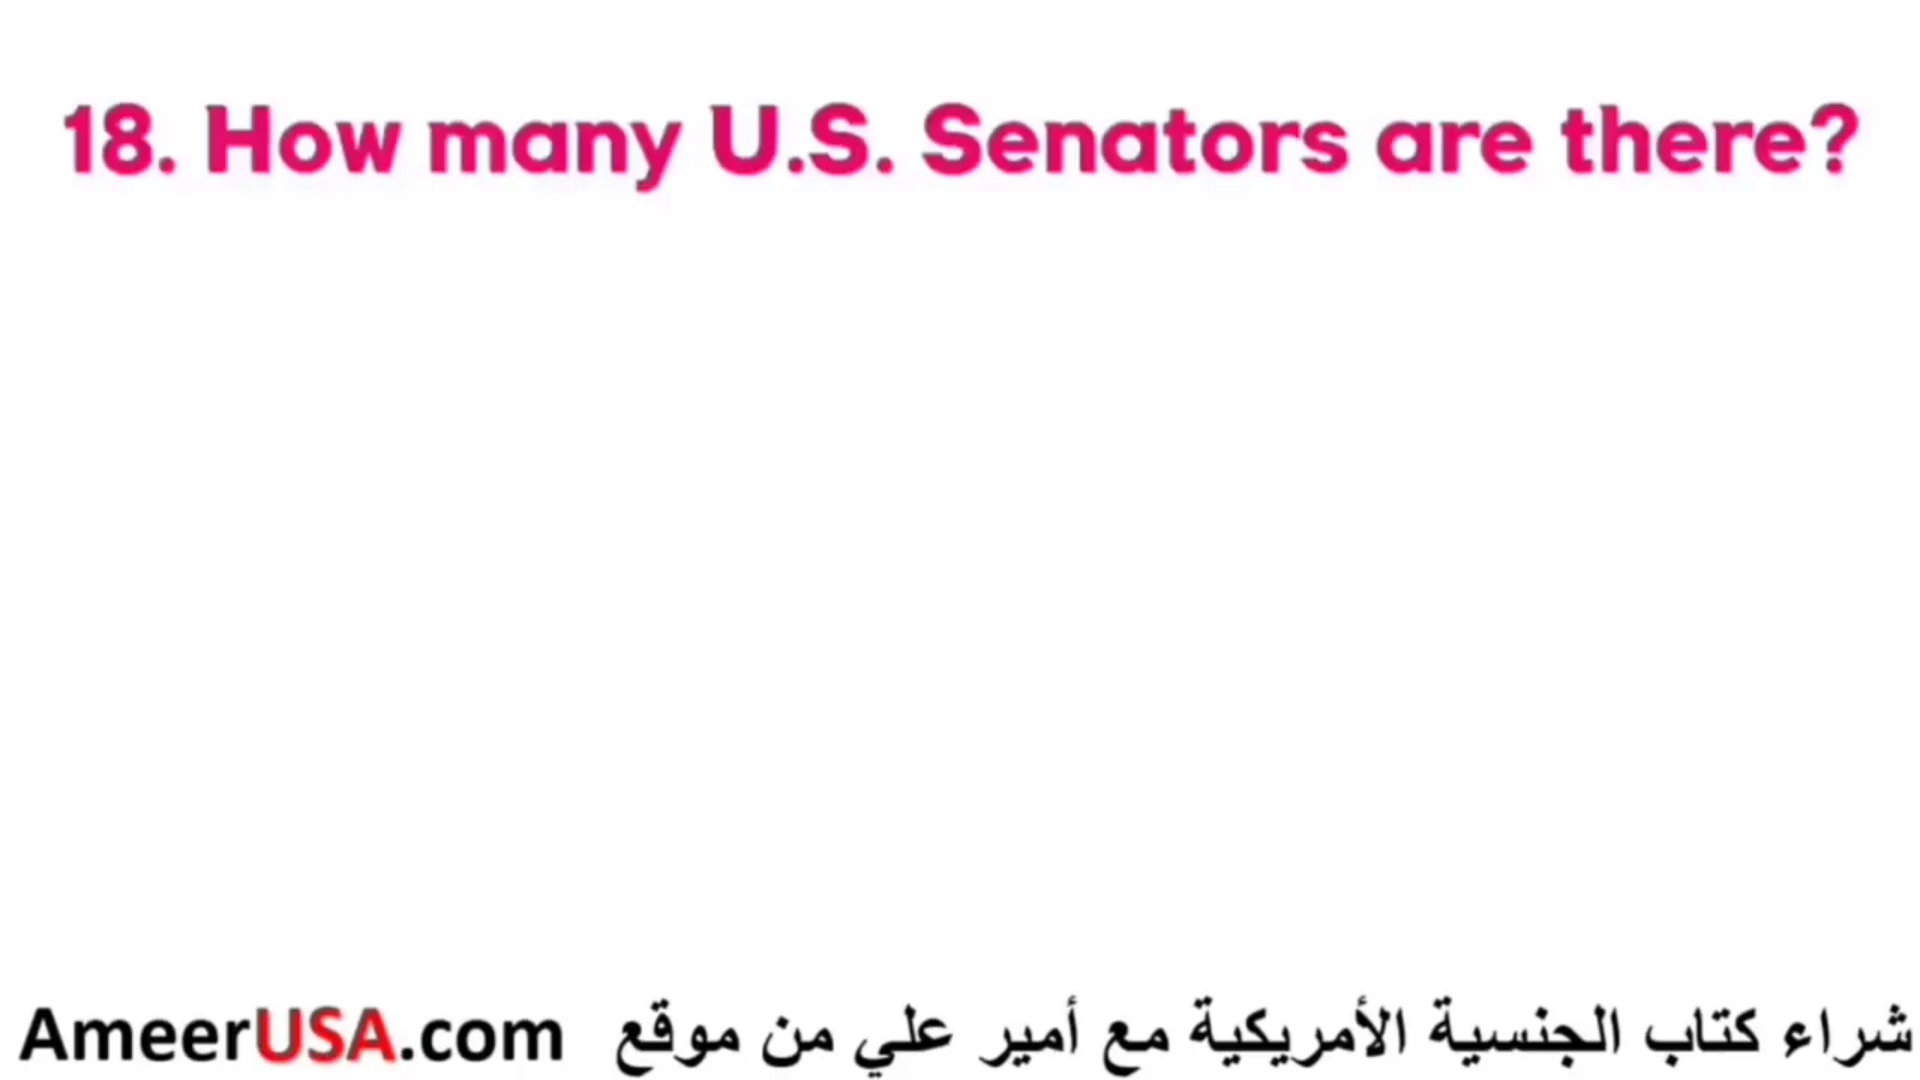 18. How many U.S. Senators are there?
شراء كتاب الجنسية الأمريكية مع أمير علي من موقع AmeerUSA.com